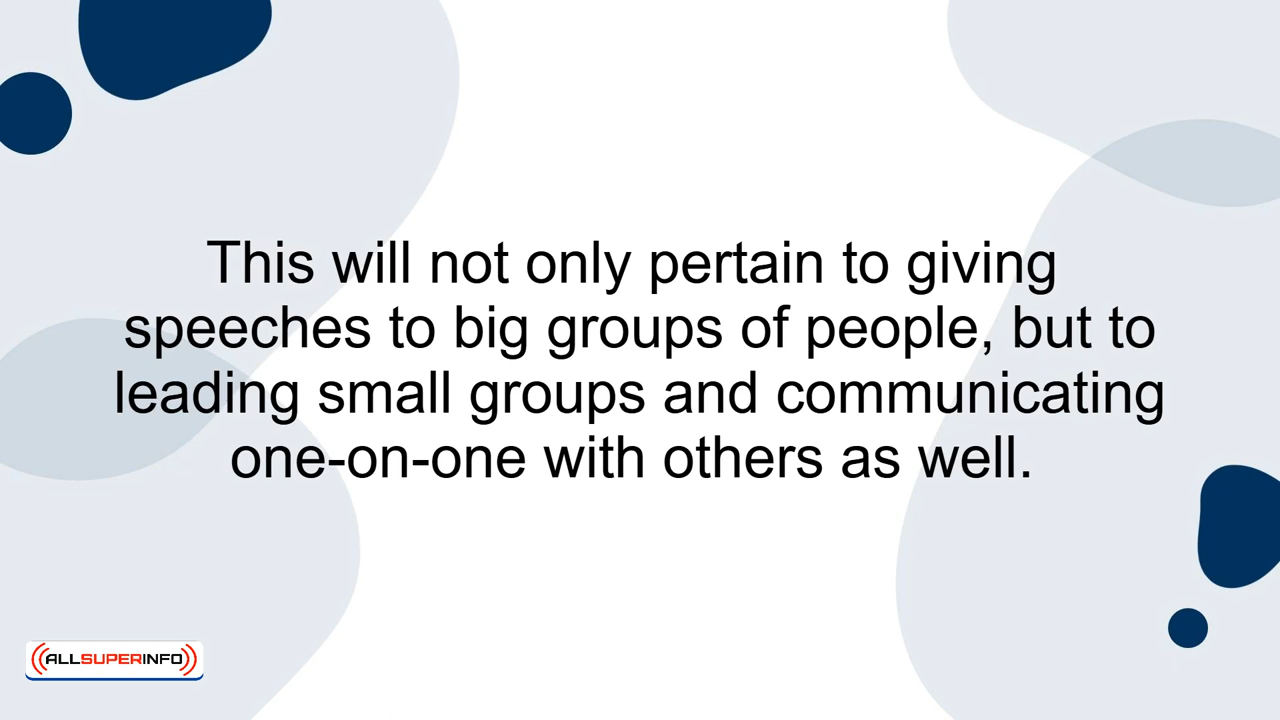 This will not only pertain to giving
speeches to big groups of people, but to
leading small groups and communicating
one-on-one with others as well.
ALLSUPERINFO